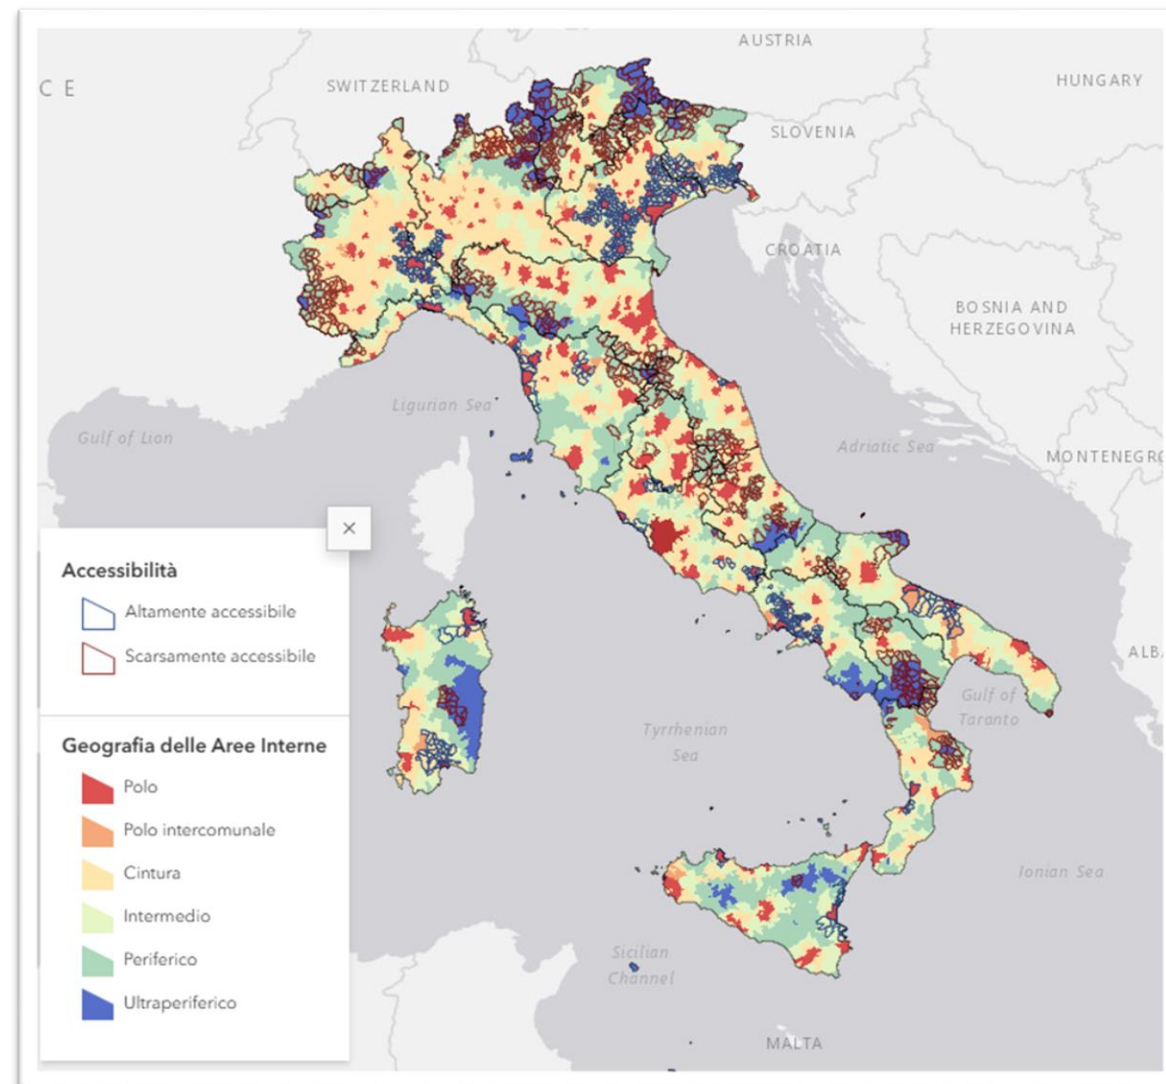 AUSTRIA
C E
SWITZERLAND
HUNGARY
SLOVENIA
CROATIA
BOSNIA AND
HERZEGOVINA
Ligurian Sea
Gulf of Lion
Adriatic Sea
MONTENEGRO
×
Accessibilità
Altamente accessibile
Scarsamente accessibile
ALB
Gulf of
Taranto
Tyrrhenian
Sea
Geografia delle Aree Interne
Polo
Polo intercomunale
Cintura
Intermedio
Periferico
Ultraperiferico
Ionian Sea
Sicilian
Channel
MALTA